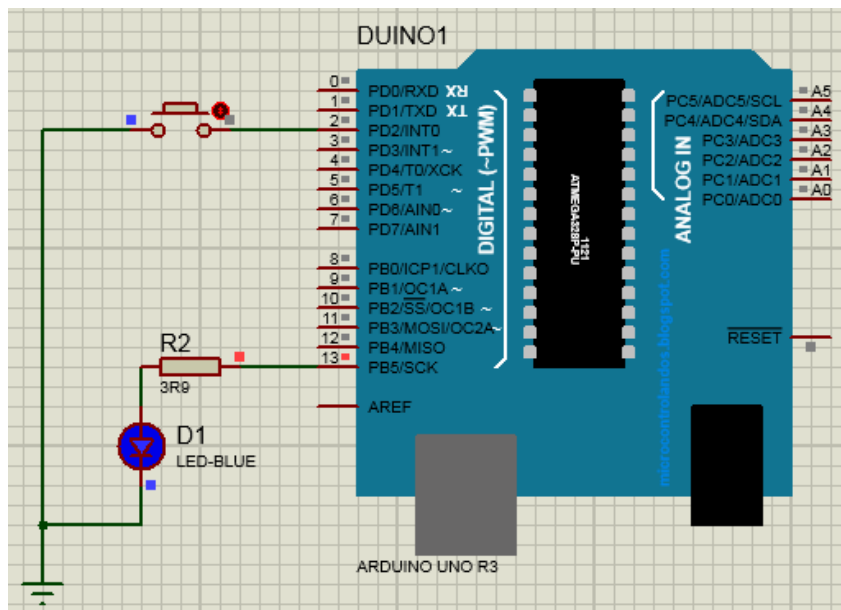 DUINO1
0 PD0/RXD RX
1 PD1/TXD TX
2 PD2/INT0
3 PD3/INT1 ~
4 PD4/T0/XCK
5 PD5/T1 ~
6 PD6/AIN0 ~
7 PD7/AIN1
8 PB0/ICP1/CLKO
9 PB1/OC1A ~
10 PB2/SS/OC1B ~
11 PB3/MOSI/OC2A ~
12 PB4/MISO
13 PB5/SCK
AREF
DIGITAL (~PWM)
ATMEGA328P-PU
1121
ANALOG IN
PC5/ADC5/SCL A5
PC4/ADC4/SDA A4
PC3/ADC3 A3
PC2/ADC2 A2
PC1/ADC1 A1
PC0/ADC0 A0
RESET
microcontrolandos.blogspot.com
R2
3R9
D1
LED-BLUE
ARDUINO UNO R3